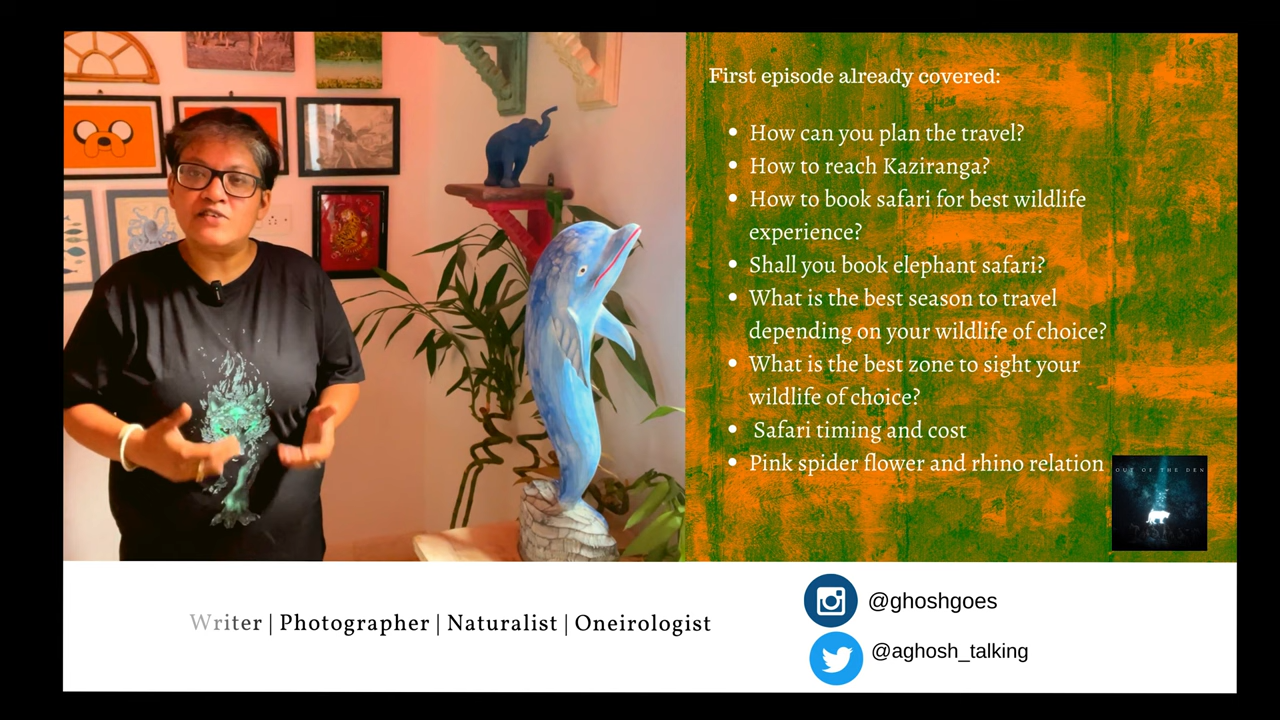 First episode already covered:
How can you plan the travel?
How to reach Kaziranga?
How to book safari for best wildlife
experience?
Shall you book elephant safari?
What is the best season to travel
depending on your wildlife of choice?
What is the best zone to sight your
wildlife of choice?
Safari timing and cost
Pink spider flower and rhino relation
OUT OF THE DEN
Writer | Photographer | Naturalist | Oneirologist
@ghoshgoes
@aghosh_talking